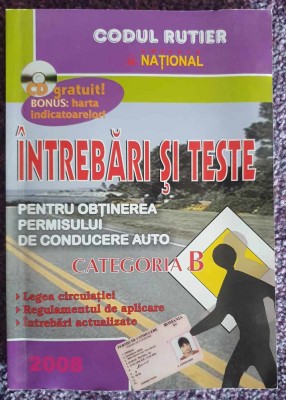 CODUL RUTIER
NAȚIONAL
CD gratuit!
BONUS: harta
indicatoarelor
ÎNTREBĂRI ȘI TESTE
PENTRU OBȚINEREA
PERMISULUI
DE CONDUCERE AUTO
CATEGORIA B
Legea circulației
Regulamentul de aplicare
Întrebări actualizate
2008